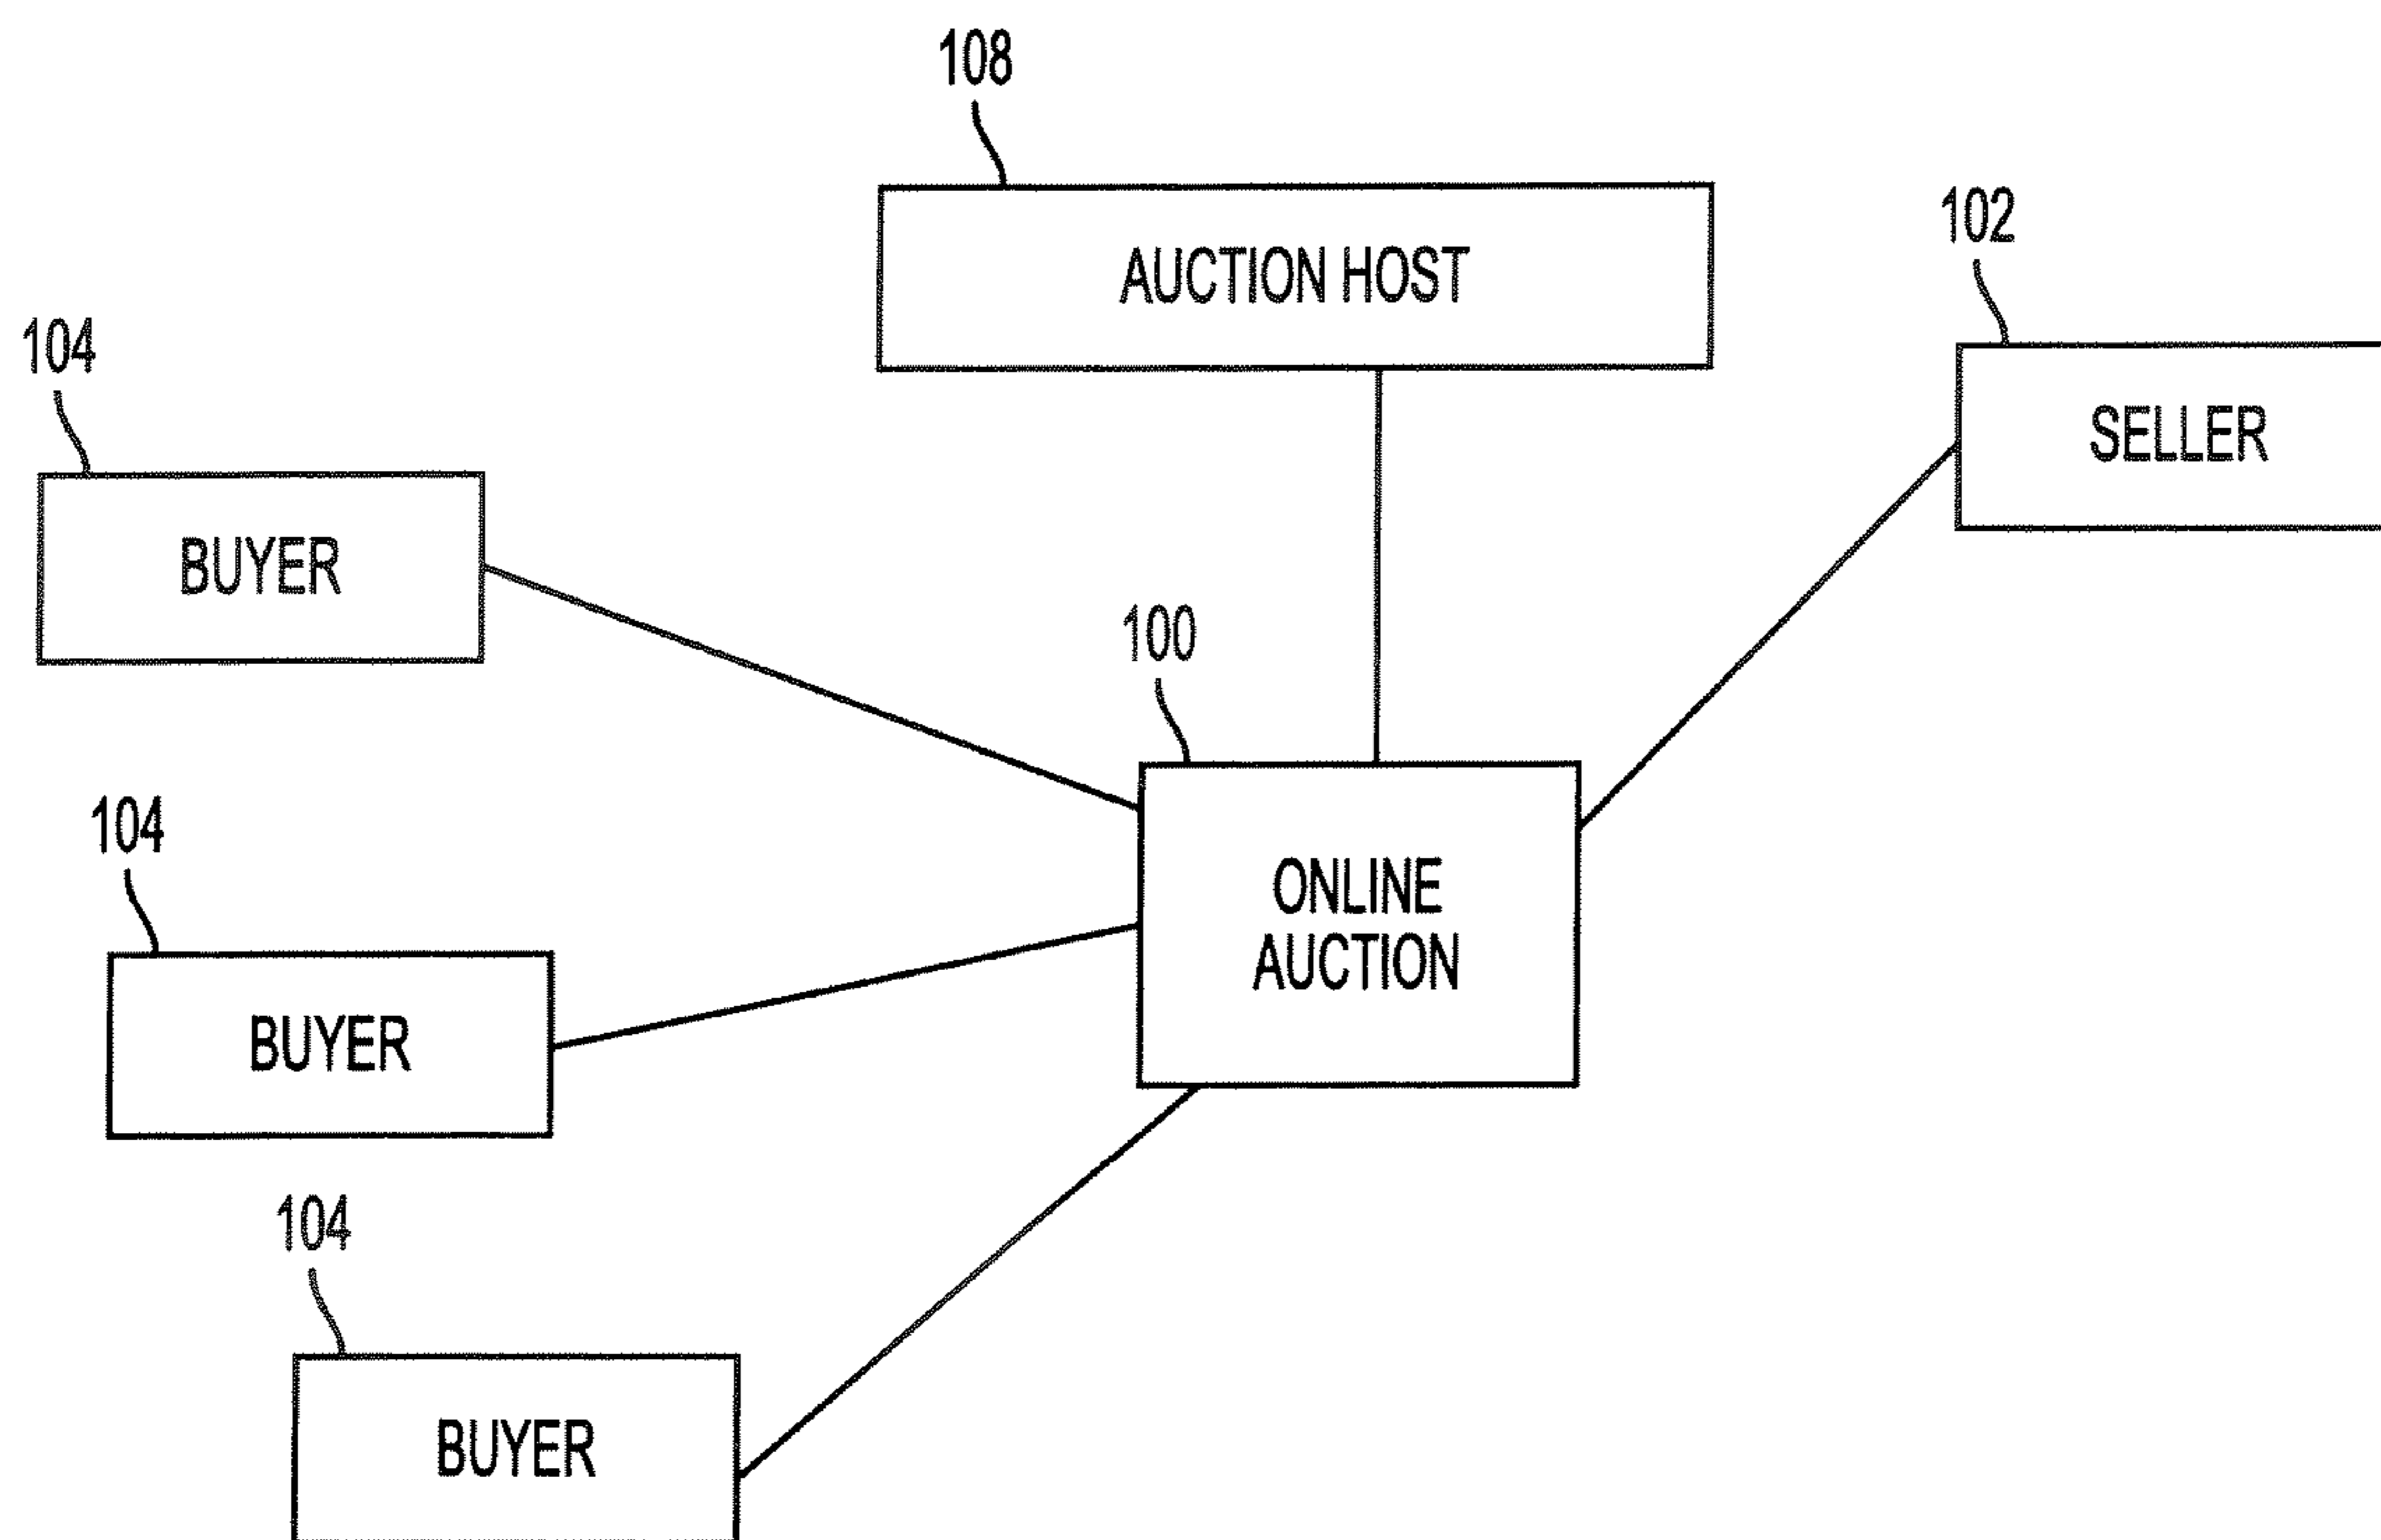 108
AUCTION HOST
102
SELLER
104
BUYER
100
ONLINE
AUCTION
104
BUYER
104
BUYER